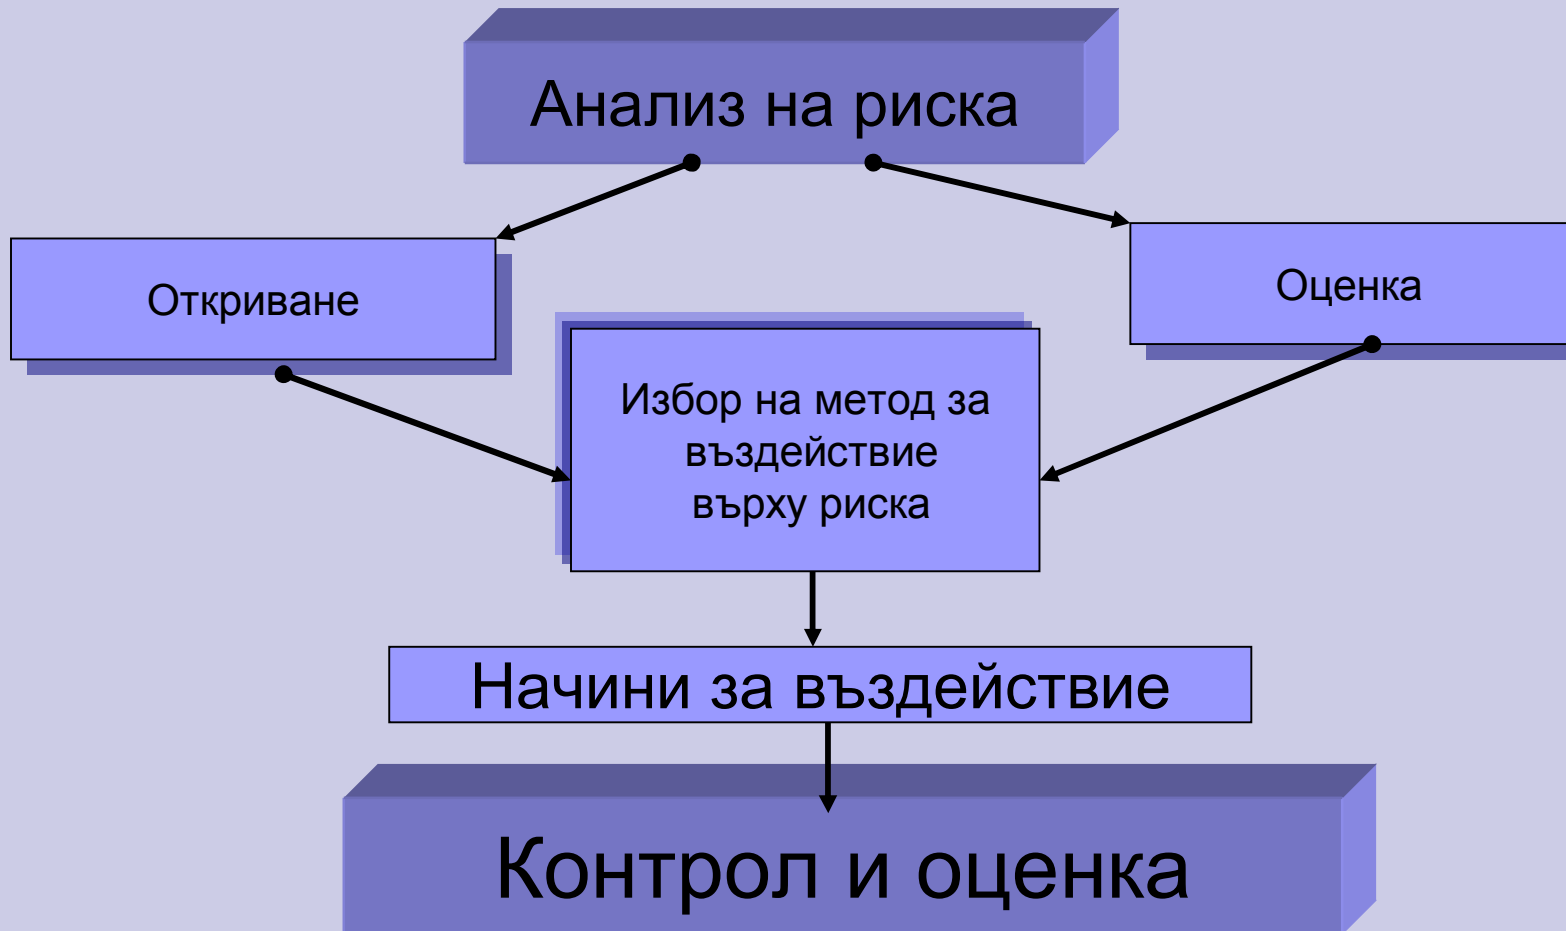 Анализ на риска
Откриване
Оценка
Избор на метод за
въздействие
върху риска
Начини за въздействие
Контрол и оценка